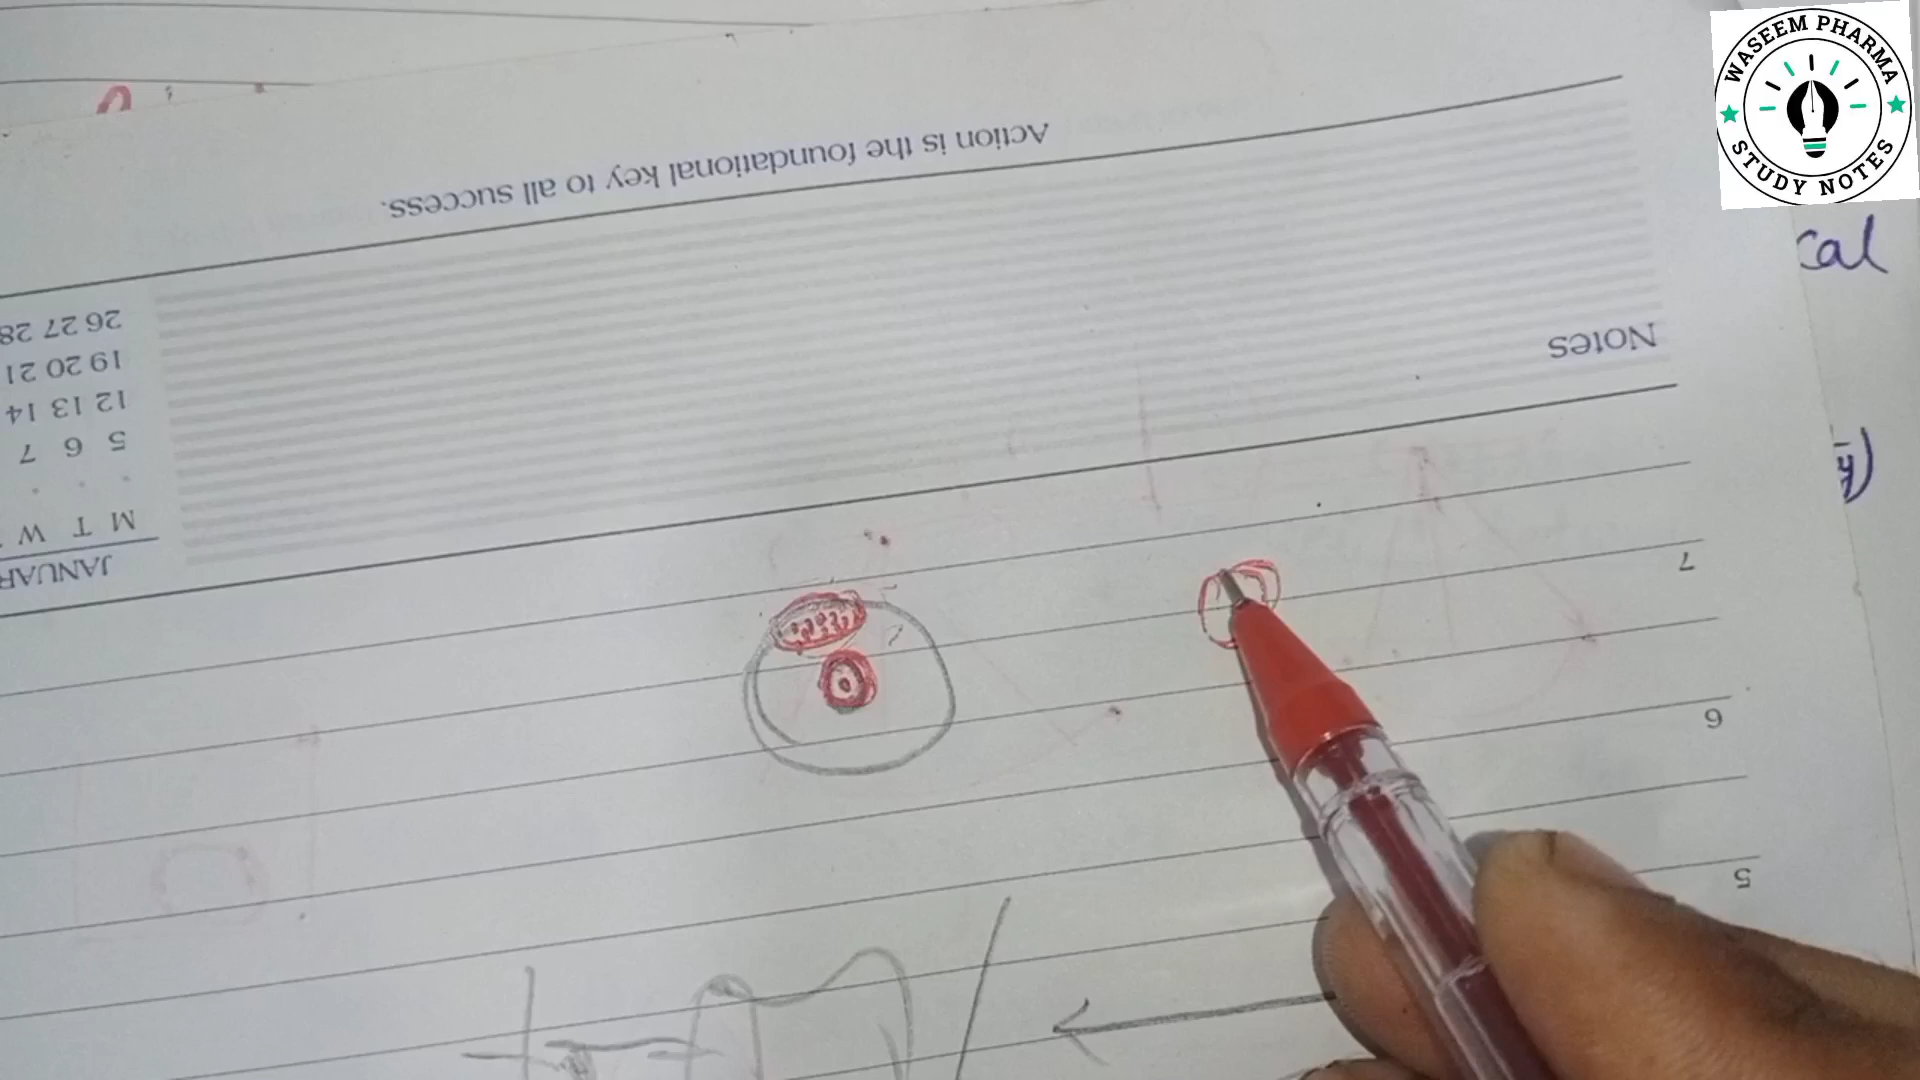 WASEEM PHARMA
STUDY NOTES
Action is the foundational key to all success.
Notes
cal
7
6
5
JANUAR
M T W
5 6 7
12 13 14
19 20 21
26 27 28